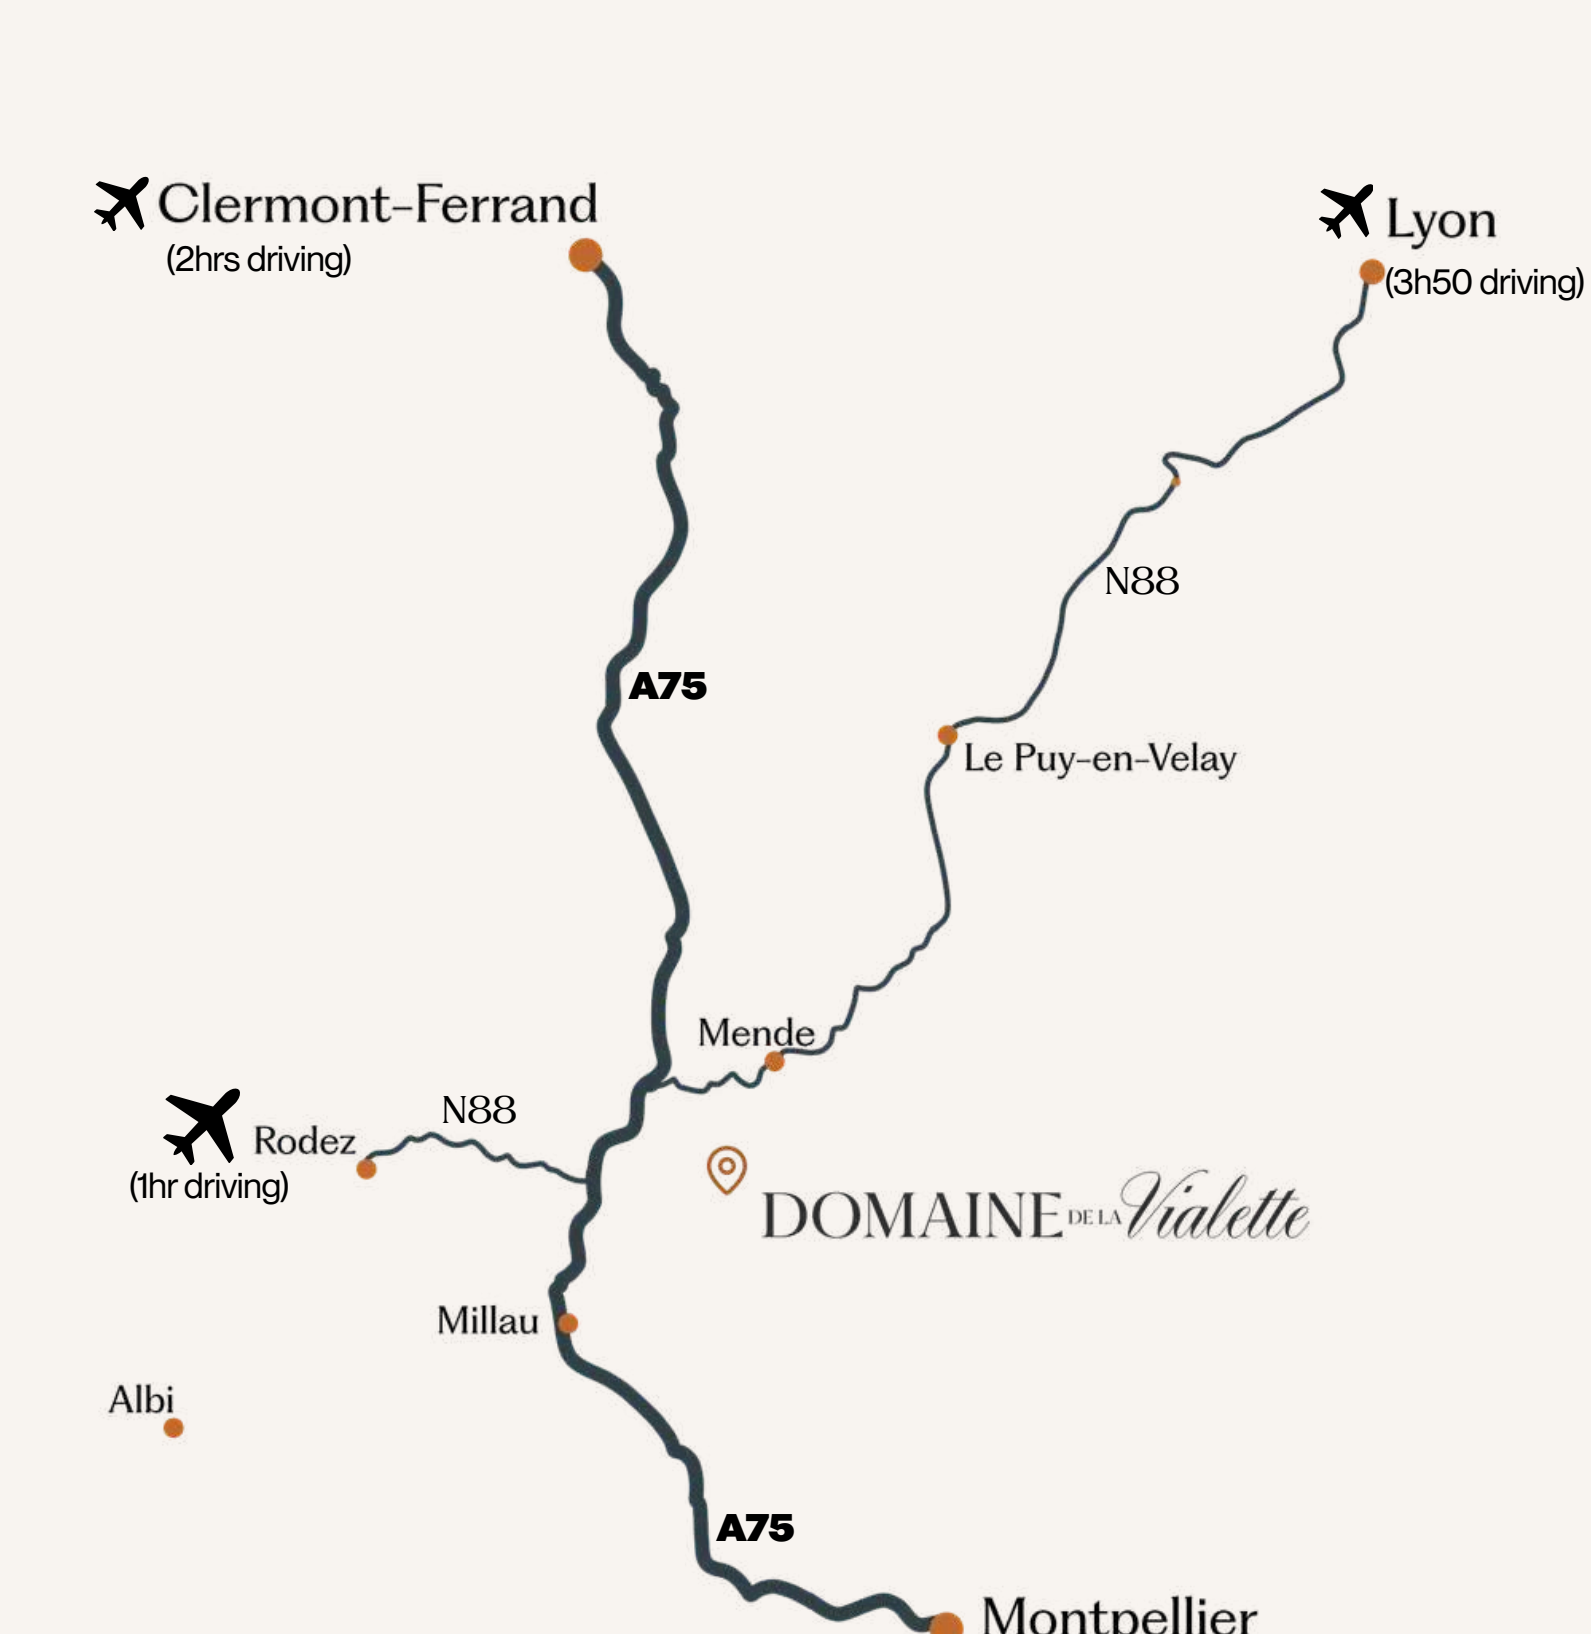 Clermont-Ferrand
(2hrs driving)
Lyon
(3h50 driving)
N88
A75
Le Puy-en-Velay
Mende
N88
Rodez
(1hr driving)
DOMAINE DE LA Vialette
Millau
Albi
A75
Montpellier